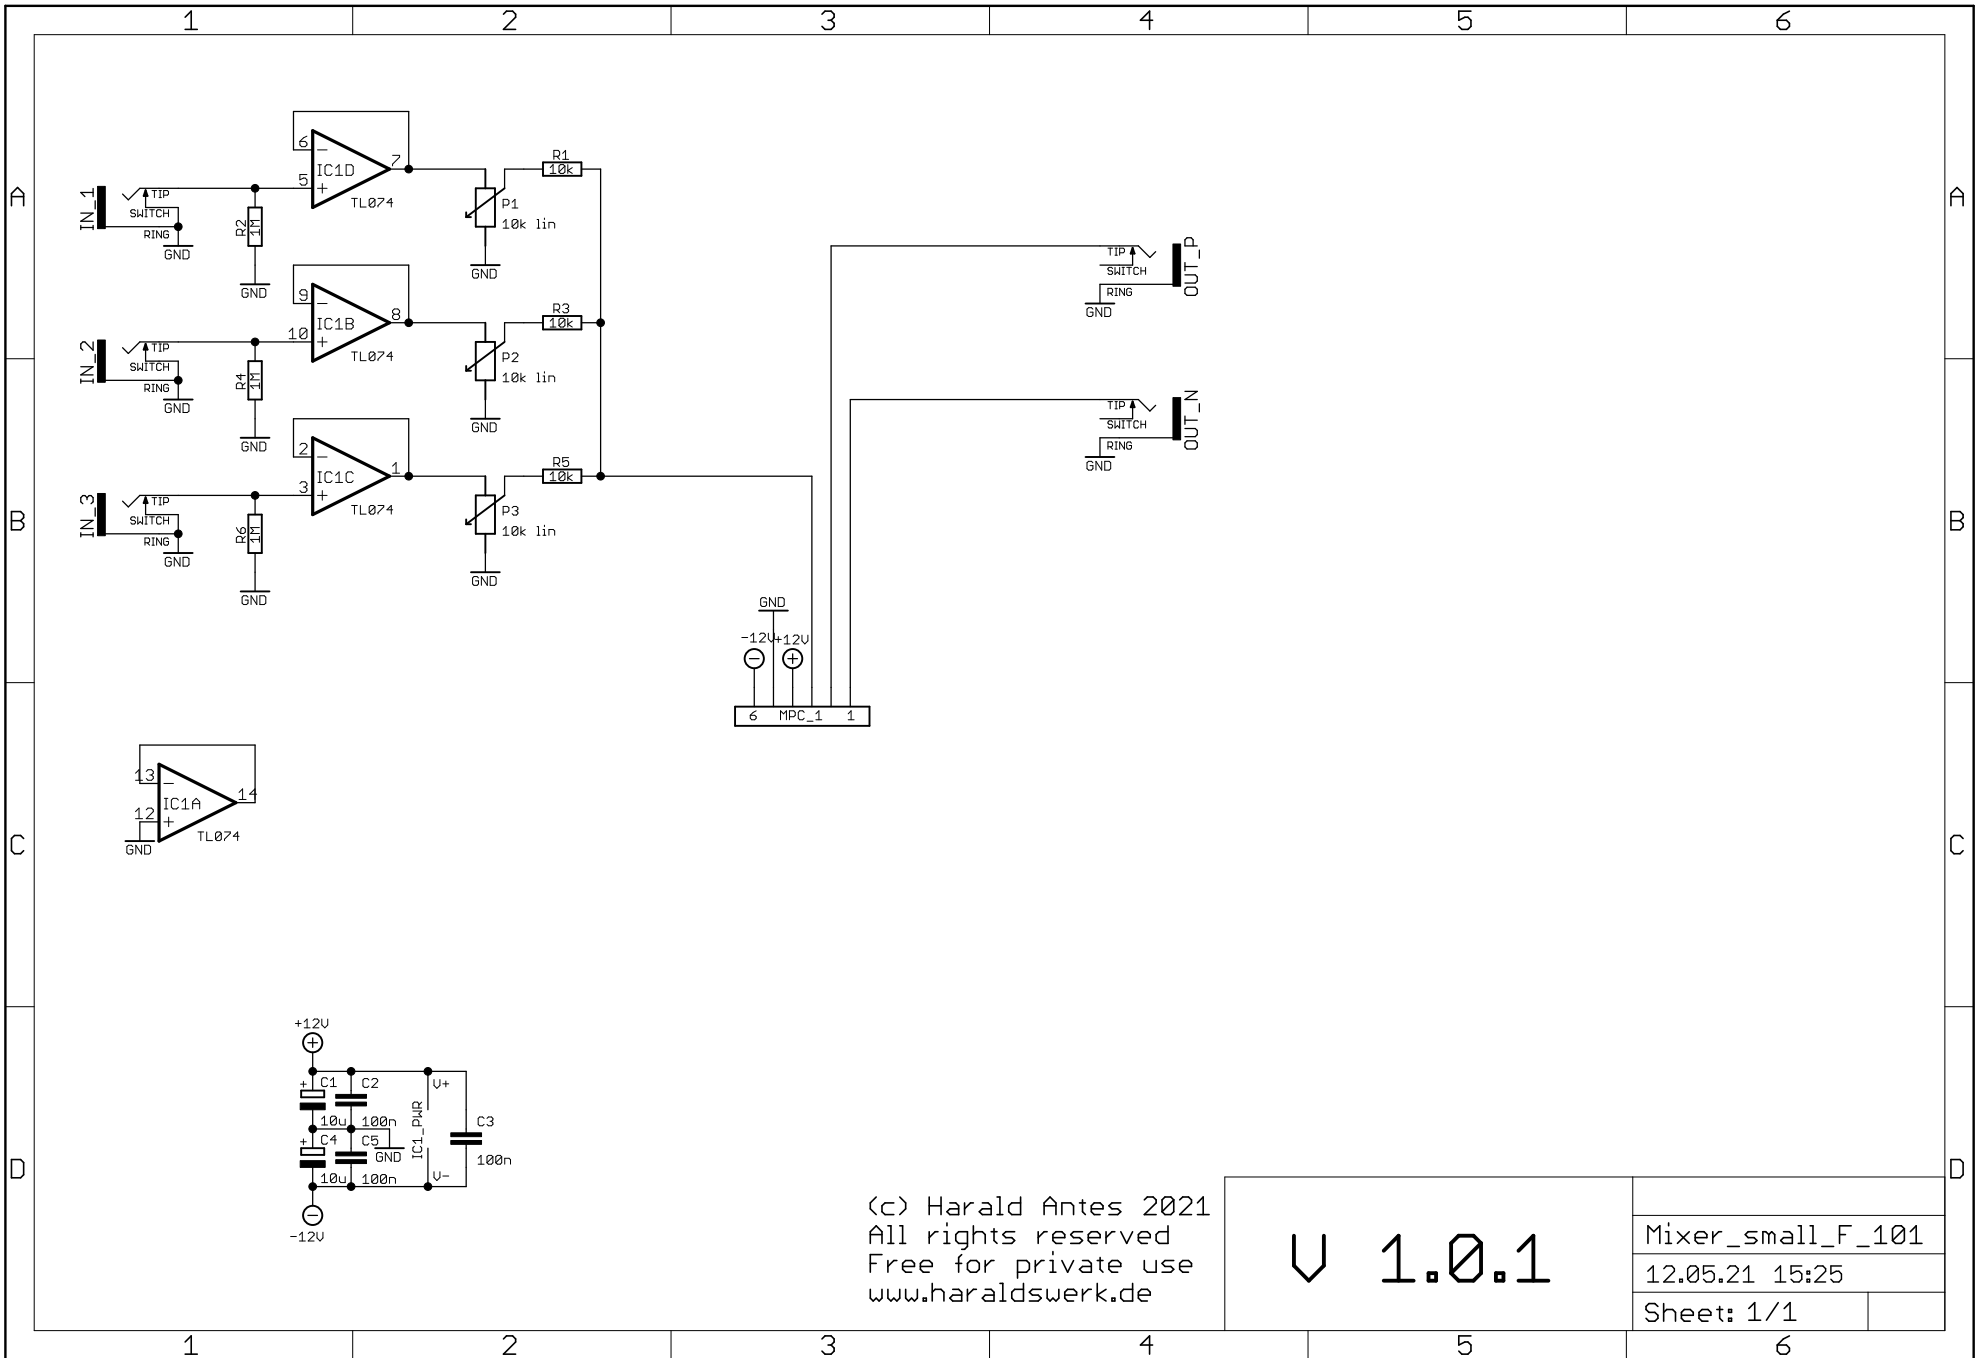 1 2 3 4 5 6
A A
6
7
IC1D
5
TL074
R1
10k
P1
10k lin
IN_1
TIP
SWITCH
RING
GND
R2
1M
GND
GND
9
8
IC1B
10
TL074
R3
10k
P2
10k lin
IN_2
TIP
SWITCH
RING
GND
R4
1M
GND
GND
TIP
SWITCH
RING
GND
OUT_P
TIP
SWITCH
RING
GND
OUT_N
B B
2
1
IC1C
3
TL074
R5
10k
P3
10k lin
IN_3
TIP
SWITCH
RING
GND
R6
1M
GND
GND
GND
-12V +12V
6 MPC_1 1
C C
13
14
IC1A
12
TL074
GND
D D
+12V
C1
10u
C2
100n
V+
IC1_PWR
C3
100n
C4
10u
C5
100n
GND
V-
-12V
(c) Harald Antes 2021
All rights reserved
Free for private use
www.haraldswerk.de
V 1.0.1
Mixer_small_F_101
12.05.21 15:25
Sheet: 1/1
1 2 3 4 5 6